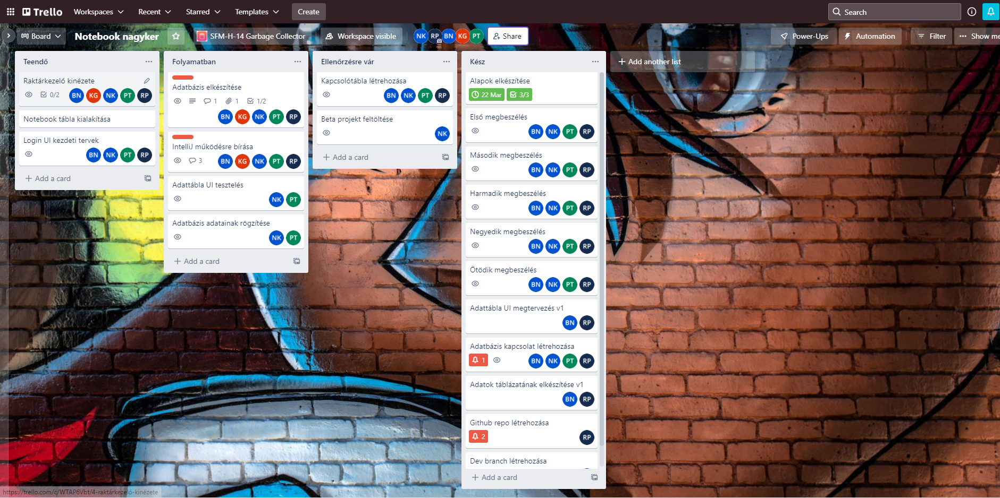 Trello
Workspaces
Recent
Starred
Templates
Create
Search
Board
Notebook nagyker
SFM-H-14 Garbage Collector
Workspace visible
NK RP BN KG PT
Share
Power-Ups
Automation
Filter
Show me
Teendő
Raktárkezelő kinézete
0/2 BN KG NK PT RP
Notebook tábla kialakítása
Login UI kezdeti tervek
BN NK PT RP
Add a card
Folyamatban
Adatbázis elkészítése
1 1 1/2
BN KG NK PT RP
IntelliJ működésre bírása
3 BN KG NK PT RP
Adattábla UI tesztelés
NK PT
Adatbázis adatainak rögzítése
NK PT
Add a card
Ellenőrzésre vár
Kapcsolótábla létrehozása
BN NK PT RP
Beta projekt feltöltése
NK
Add a card
Kész
Alapok elkészítése
22 Mar 3/3
Első megbeszélés
BN NK PT RP
Második megbeszélés
BN NK PT RP
Harmadik megbeszélés
BN NK PT RP
Negyedik megbeszélés
BN NK PT RP
Ötödik megbeszélés
BN NK PT RP
Adattábla UI megtervezés v1
BN RP
Adatbázis kapcsolat létrehozása
1 BN NK PT RP
Adatok táblázatának elkészítése v1
BN RP
Github repo létrehozása
2 RP
Dev branch létrehozása
Add a card
Add another list
https://trello.com/c/WTAP6Vbt/4-raktárkezelő-kinézete